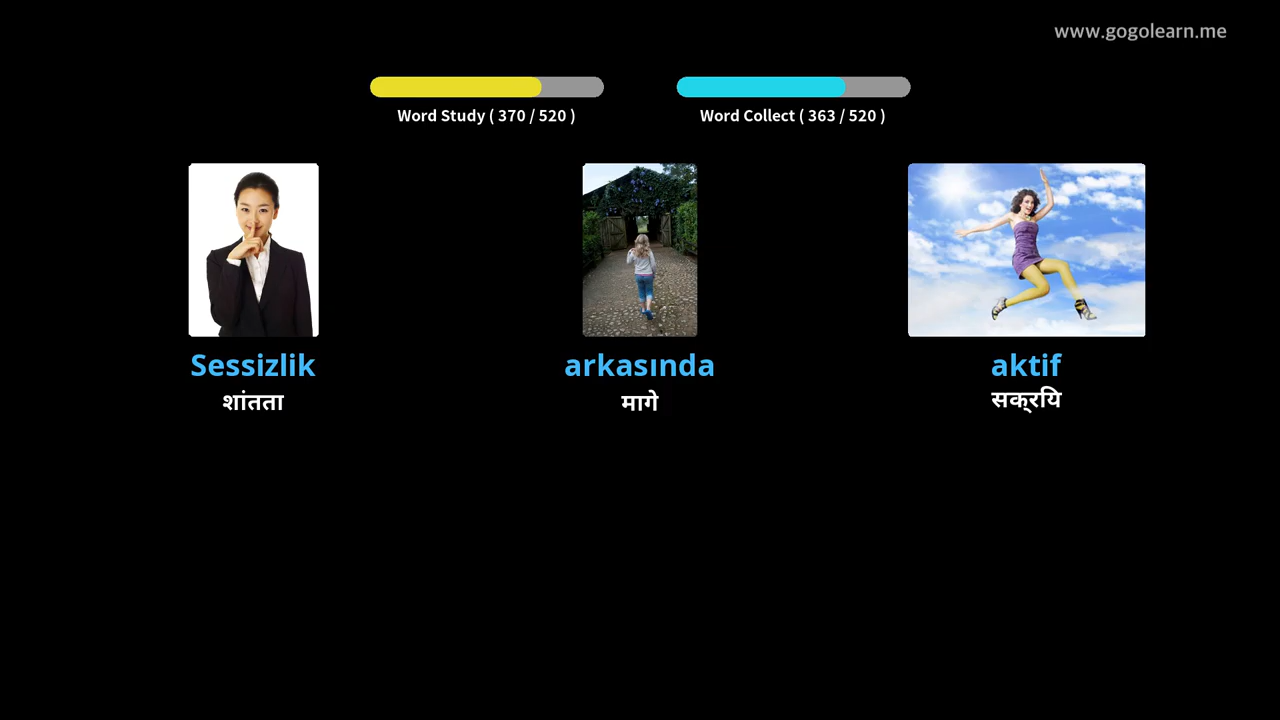 www.gogolearn.me
Word Study ( 370 / 520 )
Word Collect ( 363 / 520 )
Sessizlik
शांतता
arkasında
मागे
aktif
सक्रयि